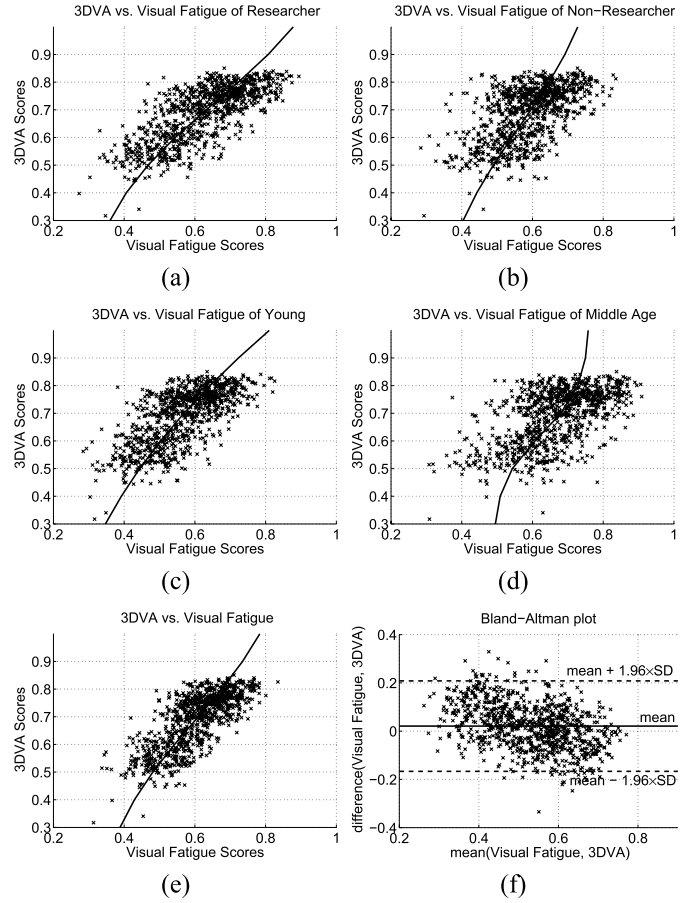 3DVA vs. Visual Fatigue of Researcher
3DVA Scores
0.9
0.8
0.7
0.6
0.5
0.4
0.3
0.2 0.4 0.6 0.8 1
Visual Fatigue Scores
(a)
3DVA vs. Visual Fatigue of Non−Researcher
3DVA Scores
0.9
0.8
0.7
0.6
0.5
0.4
0.3
0.2 0.4 0.6 0.8 1
Visual Fatigue Scores
(b)
3DVA vs. Visual Fatigue of Young
3DVA Scores
0.9
0.8
0.7
0.6
0.5
0.4
0.3
0.2 0.4 0.6 0.8 1
Visual Fatigue Scores
(c)
3DVA vs. Visual Fatigue of Middle Age
3DVA Scores
0.9
0.8
0.7
0.6
0.5
0.4
0.3
0.2 0.4 0.6 0.8 1
Visual Fatigue Scores
(d)
3DVA vs. Visual Fatigue
3DVA Scores
0.9
0.8
0.7
0.6
0.5
0.4
0.3
0.2 0.4 0.6 0.8 1
Visual Fatigue Scores
(e)
Bland−Altman plot
difference(Visual Fatigue, 3DVA)
0.4
0.2
0
−0.2
−0.4
mean + 1.96×SD
mean
mean − 1.96×SD
0.2 0.4 0.6 0.8
mean(Visual Fatigue, 3DVA)
(f)